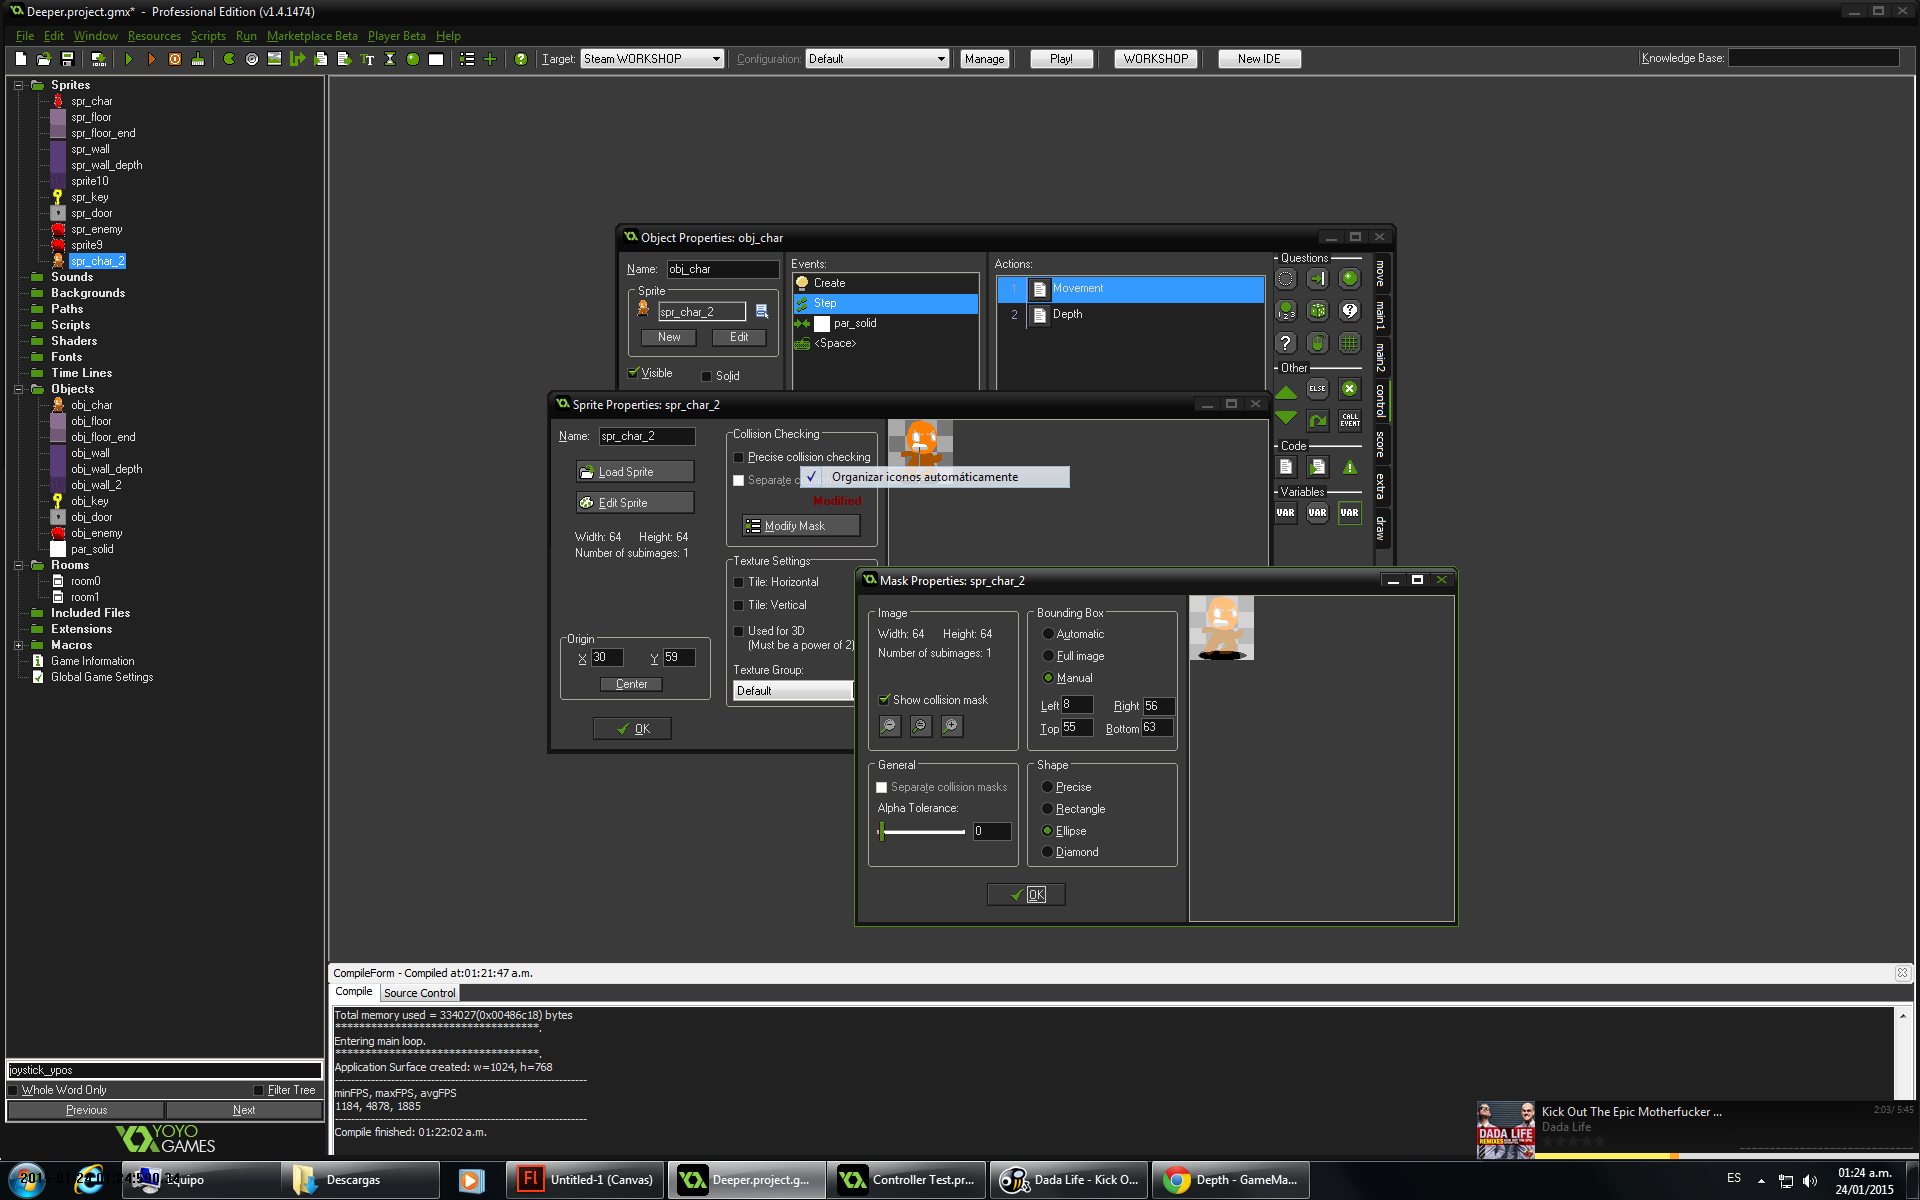 Deeper.project.gmx* - Professional Edition (v1.4.1474)
File Edit Window Resources Scripts Run Marketplace Beta Player Beta Help
Target: Steam WORKSHOP Configuration: Default Manage Play! WORKSHOP New IDE Knowledge Base:
Sprites
spr_char
spr_floor
spr_floor_end
spr_wall
spr_wall_depth
sprite10
spr_key
spr_door
spr_enemy
sprite9
spr_char_2
Sounds
Backgrounds
Paths
Scripts
Shaders
Fonts
Time Lines
Objects
obj_char
obj_floor
obj_floor_end
obj_wall
obj_wall_depth
obj_wall_2
obj_key
obj_door
obj_enemy
par_solid
Rooms
room0
room1
Included Files
Extensions
Macros
Game Information
Global Game Settings
joystick_ypos
Whole Word Only Filter Tree
Previous Next
YOYO GAMES
Object Properties: obj_char
Name: obj_char
Sprite
spr_char_2
New Edit
Visible Solid
Events:
Create
Step
par_solid
<Space>
Actions:
1 Movement
2 Depth
Questions
Other
ELSE
CALL EVENT
Code
Variables
VAR VAR VAR
move
main1
main2
control
score
extra
draw
Sprite Properties: spr_char_2
Name: spr_char_2
Load Sprite
Edit Sprite
Width: 64 Height: 64
Number of subimages: 1
Origin
X 30 Y 59
Center
OK
Collision Checking
Precise collision checking
Separate
Organizar iconos automáticamente
Modified
Modify Mask
Texture Settings
Tile: Horizontal
Tile: Vertical
Used for 3D
(Must be a power of 2)
Texture Group:
Default
Mask Properties: spr_char_2
Image
Width: 64 Height: 64
Number of subimages: 1
Show collision mask
General
Separate collision masks
Alpha Tolerance:
0
Bounding Box
Automatic
Full image
Manual
Left 8 Right 56
Top 55 Bottom 63
Shape
Precise
Rectangle
Ellipse
Diamond
OK
CompileForm - Compiled at:01:21:47 a.m.
Compile Source Control
Total memory used = 334027(0x00486c18) bytes
Entering main loop.
Application Surface created: w=1024, h=768
minFPS, maxFPS, avgFPS
1184, 4878, 1885
Compile finished: 01:22:02 a.m.
DADA LIFE
Kick Out The Epic Motherfucker ...
Dada Life
2:03/ 5:45
Equipo
Descargas
Untitled-1 (Canvas)
Deeper.project.g...
Controller Test.pr...
Dada Life - Kick O...
Depth - GameMa...
ES
01:24 a.m.
24/01/2015